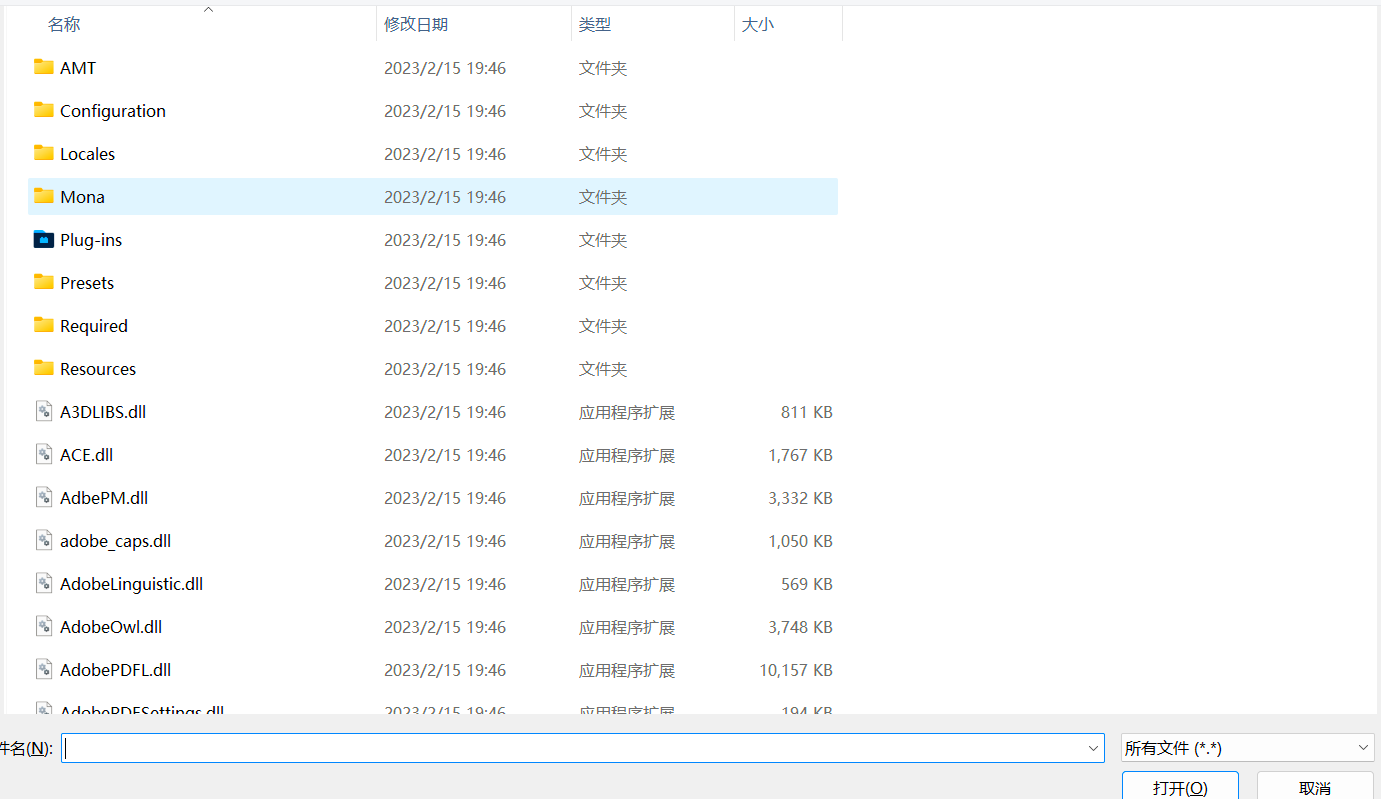 名称 修改日期 类型 大小
AMT 2023/2/15 19:46 文件夹
Configuration 2023/2/15 19:46 文件夹
Locales 2023/2/15 19:46 文件夹
Mona 2023/2/15 19:46 文件夹
Plug-ins 2023/2/15 19:46 文件夹
Presets 2023/2/15 19:46 文件夹
Required 2023/2/15 19:46 文件夹
Resources 2023/2/15 19:46 文件夹
A3DLIBS.dll 2023/2/15 19:46 应用程序扩展 811 KB
ACE.dll 2023/2/15 19:46 应用程序扩展 1,767 KB
AdbePM.dll 2023/2/15 19:46 应用程序扩展 3,332 KB
adobe_caps.dll 2023/2/15 19:46 应用程序扩展 1,050 KB
AdobeLinguistic.dll 2023/2/15 19:46 应用程序扩展 569 KB
AdobeOwl.dll 2023/2/15 19:46 应用程序扩展 3,748 KB
AdobePDFL.dll 2023/2/15 19:46 应用程序扩展 10,157 KB
AdobePDFSettings.dll 2023/2/15 19:46 应用程序扩展 194 KB
件名(N): 所有文件 (*.*)
打开(O) 取消